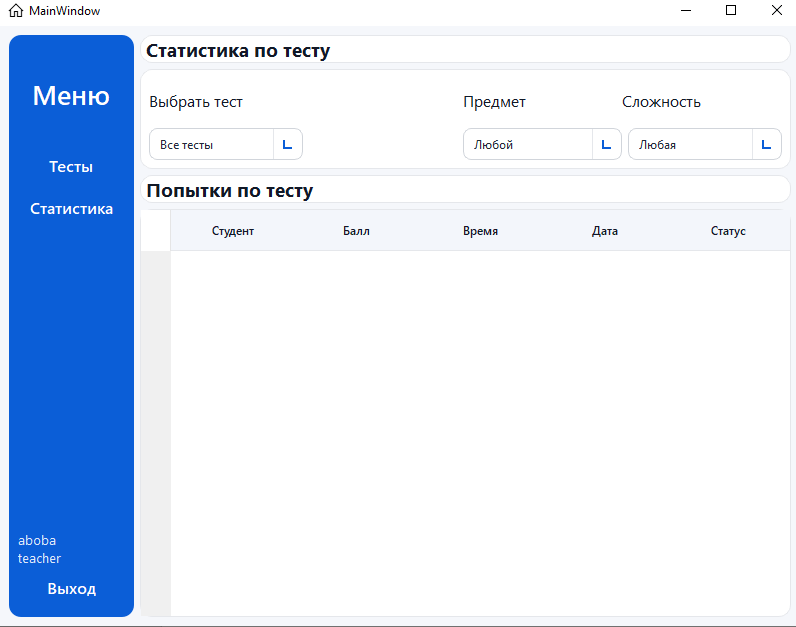 MainWindow
Меню
Тесты
Статистика
aboba
teacher
Выход
Статистика по тесту
Выбрать тест Предмет Сложность
Все тесты Любой Любая
Попытки по тесту
Студент Балл Время Дата Статус